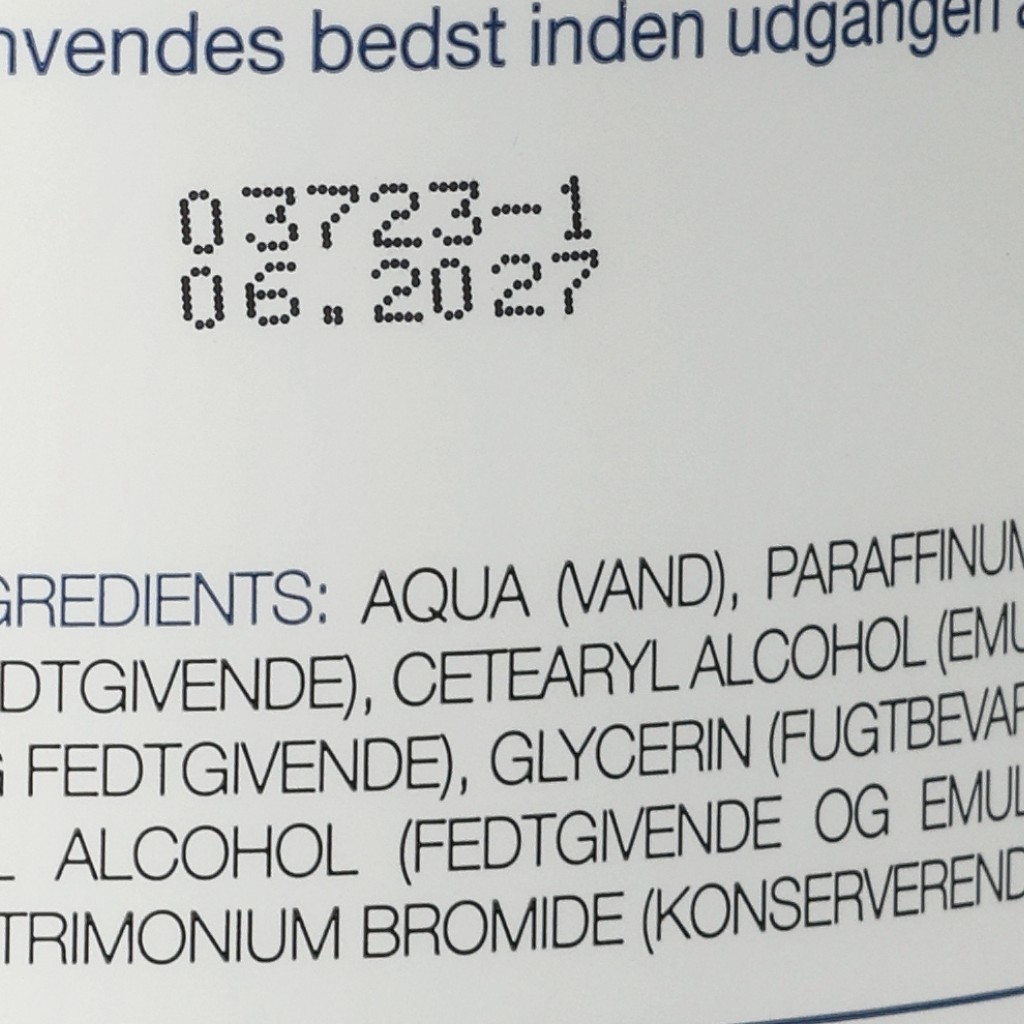 nvendes bedst inden udgangen a
03723-1
06.2027
GREDIENTS: AQUA (VAND), PARAFFINUM
DTGIVENDE), CETEARYL ALCOHOL (EMU
G FEDTGIVENDE), GLYCERIN (FUGTBEVAR
L ALCOHOL (FEDTGIVENDE OG EMUL
TRIMONIUM BROMIDE (KONSERVEREND